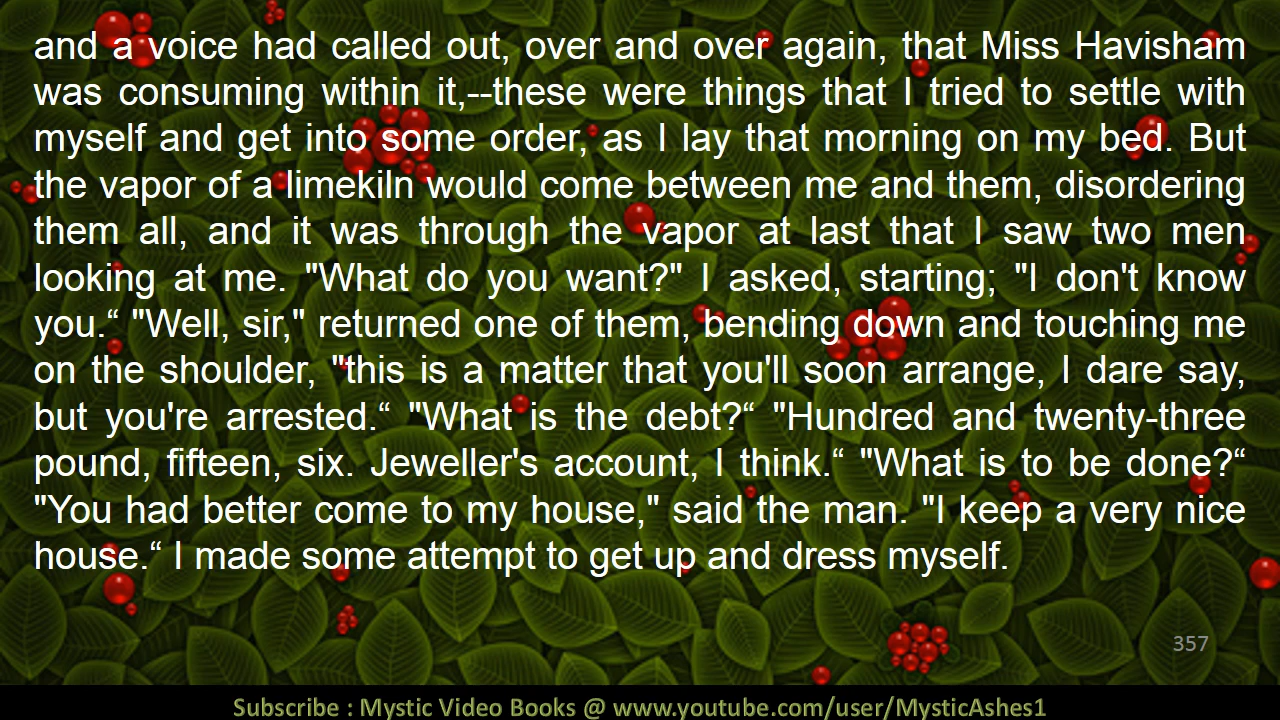 and a voice had called out, over and over again, that Miss Havisham
was consuming within it,--these were things that I tried to settle with
myself and get into some order, as I lay that morning on my bed. But
the vapor of a limekiln would come between me and them, disordering
them all, and it was through the vapor at last that I saw two men
looking at me. "What do you want?" I asked, starting; "I don't know
you.“ "Well, sir," returned one of them, bending down and touching me
on the shoulder, "this is a matter that you'll soon arrange, I dare say,
but you're arrested.“ "What is the debt?“ "Hundred and twenty-three
pound, fifteen, six. Jeweller's account, I think.“ "What is to be done?“
"You had better come to my house," said the man. "I keep a very nice
house.“ I made some attempt to get up and dress myself.
357
Subscribe : Mystic Video Books @ www.youtube.com/user/MysticAshes1